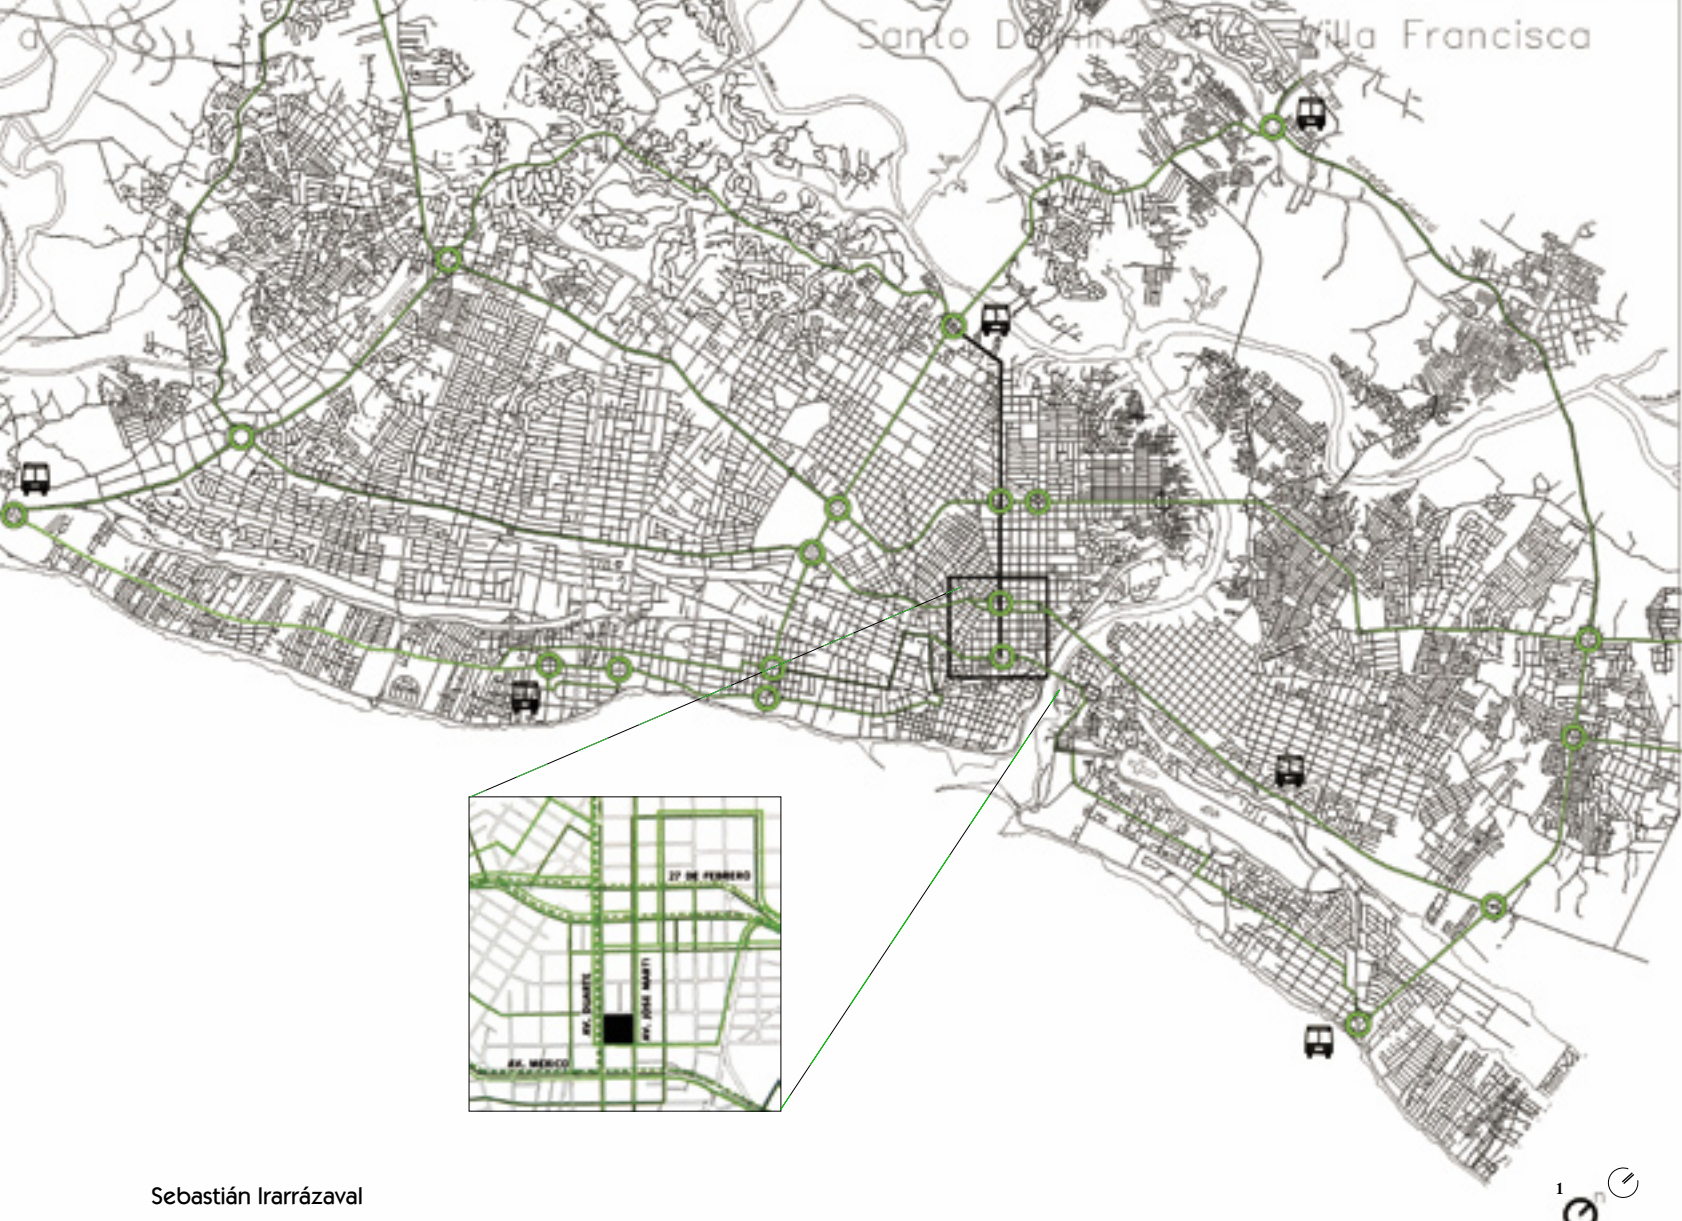 Santo Domingo Villa Francisca
27 DE FEBRERO
AV. DUARTE
AV. JOSE MARTI
AV. MEXICO
Sebastián Irarrázaval
1
n